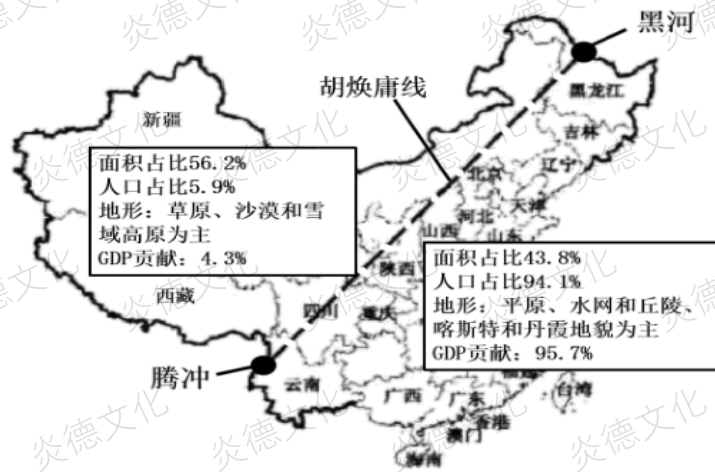 黑河
胡焕庸线
黑龙江
吉林
辽宁
新疆
北京
天津
河北
山西
山东
面积占比56.2%
人口占比5.9%
地形：草原、沙漠和雪
域高原为主
GDP贡献：4.3%
面积占比43.8%
人口占比94.1%
地形：平原、水网和丘陵、
喀斯特和丹霞地貌为主
GDP贡献：95.7%
陕西
西藏
四川
重庆
腾冲
云南
广西
广东
福建
台湾
香港
澳门
海南
炎德文化